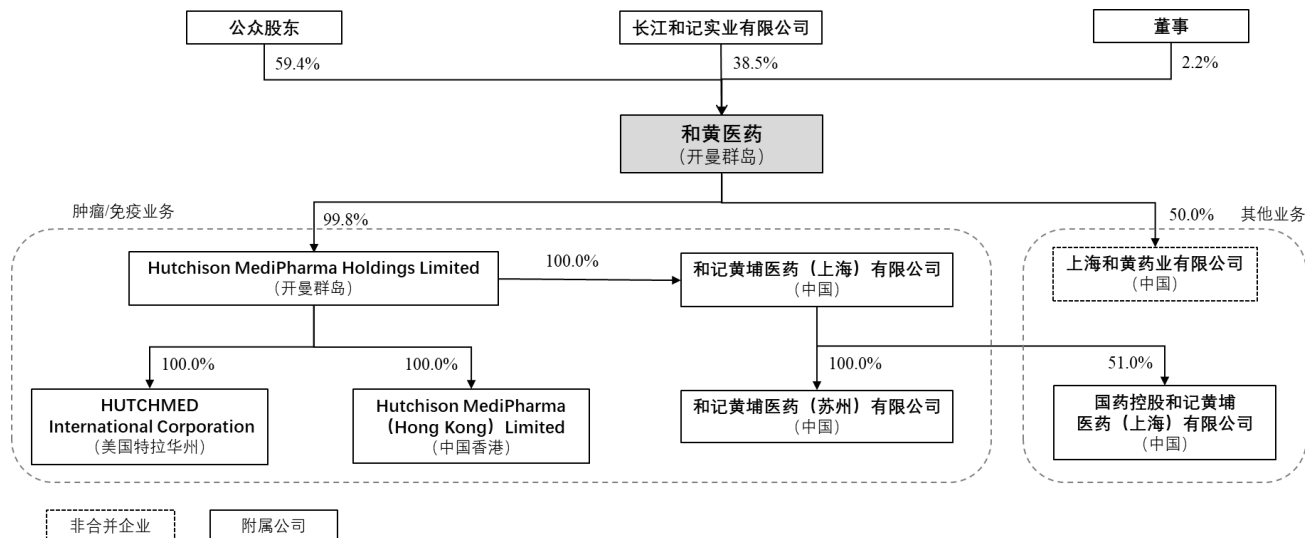 公众股东
长江和记实业有限公司
董事
59.4%
38.5%
2.2%
和黄医药
（开曼群岛）
肿瘤/免疫业务
99.8%
50.0%
其他业务
Hutchison MediPharma Holdings Limited
（开曼群岛）
100.0%
和记黄埔医药（上海）有限公司
（中国）
上海和黄药业有限公司
（中国）
100.0%
100.0%
100.0%
51.0%
HUTCHMED
International Corporation
（美国特拉华州）
Hutchison MediPharma
（Hong Kong）Limited
（中国香港）
和记黄埔医药（苏州）有限公司
（中国）
国药控股和记黄埔
医药（上海）有限公司
（中国）
非合并企业
附属公司